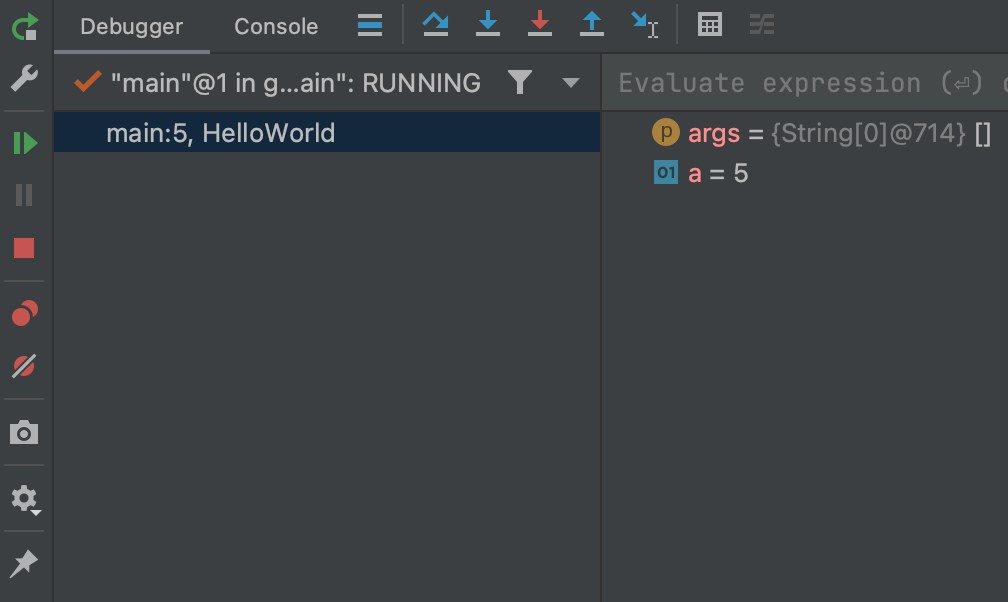 Debugger Console
"main"@1 in g...ain": RUNNING
Evaluate expression (⏎)
main:5, HelloWorld
p args = {String[0]@714} []
01 a = 5